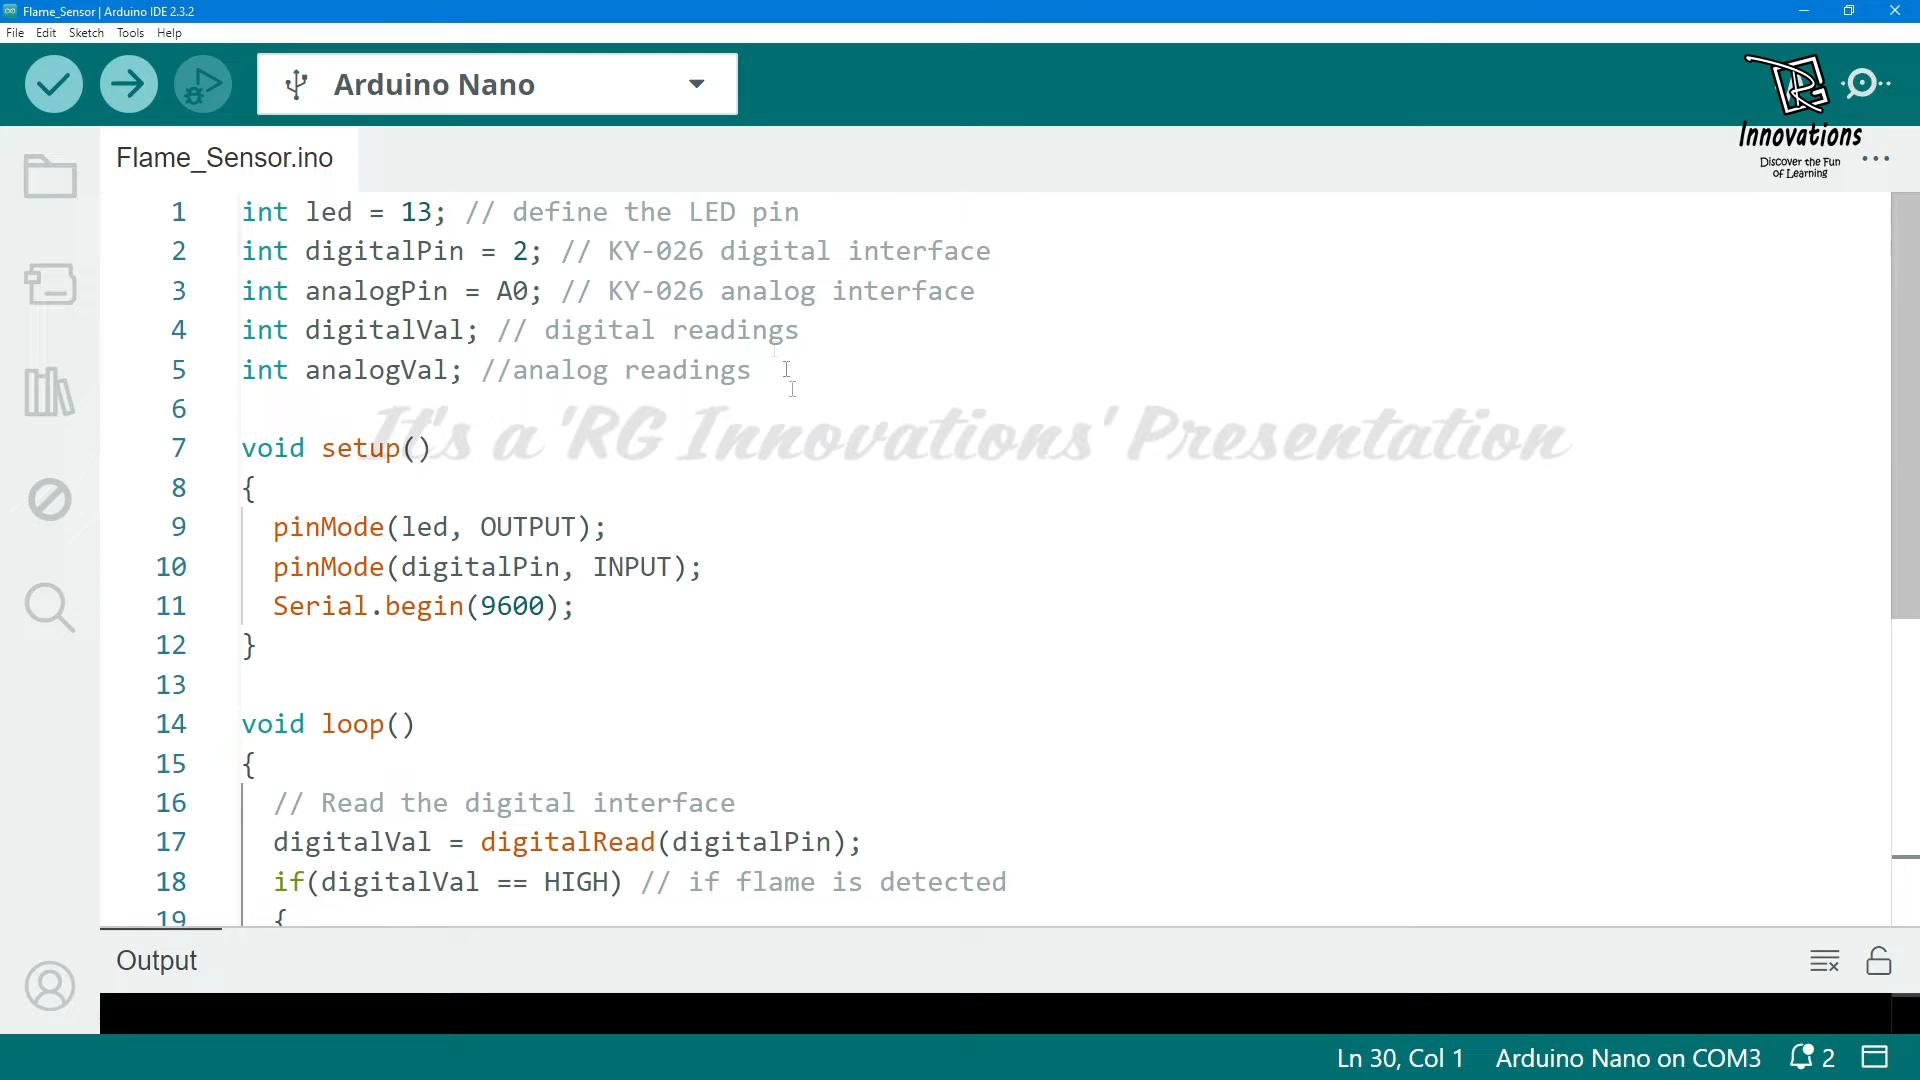 Flame_Sensor | Arduino IDE 2.3.2
File Edit Sketch Tools Help
Arduino Nano
RG
Innovations
Discover the Fun
of Learning
Flame_Sensor.ino
1 int led = 13; // define the LED pin
2 int digitalPin = 2; // KY-026 digital interface
3 int analogPin = A0; // KY-026 analog interface
4 int digitalVal; // digital readings
5 int analogVal; //analog readings
6
It's a 'RG Innovations' Presentation
7 void setup()
8 {
9 pinMode(led, OUTPUT);
10 pinMode(digitalPin, INPUT);
11 Serial.begin(9600);
12 }
13
14 void loop()
15 {
16 // Read the digital interface
17 digitalVal = digitalRead(digitalPin);
18 if(digitalVal == HIGH) // if flame is detected
19 {
Output
Ln 30, Col 1 Arduino Nano on COM3 2